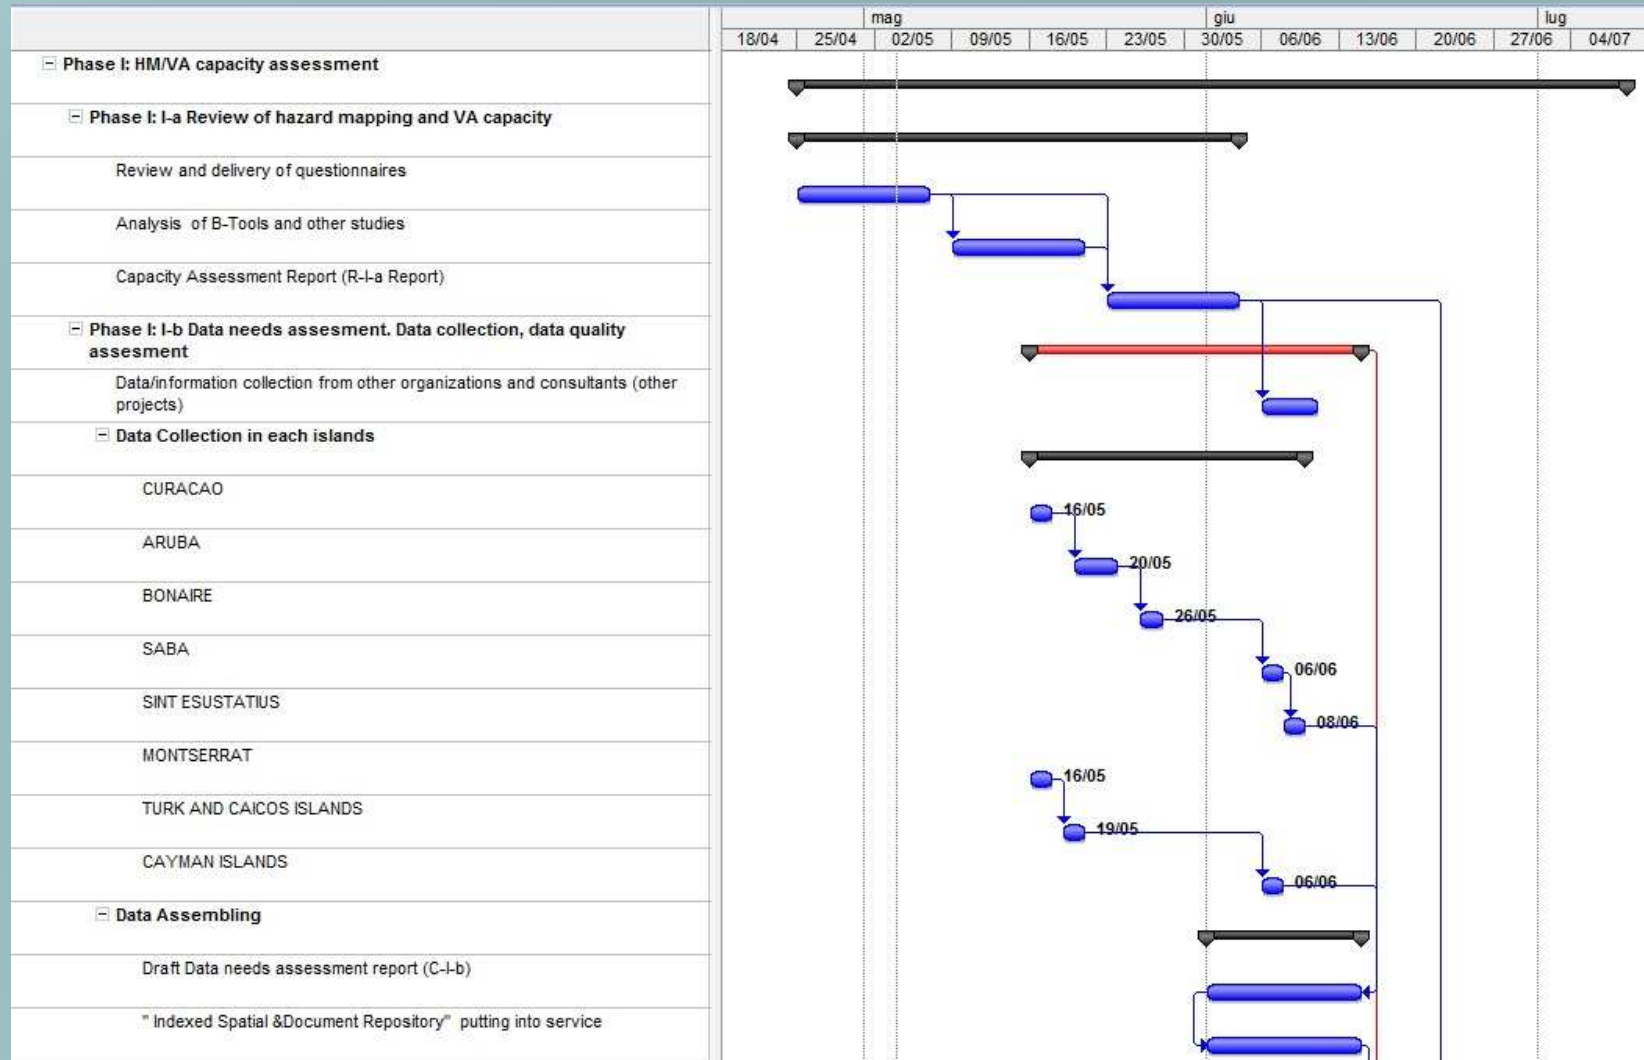 mag giu lug
18/04 25/04 02/05 09/05 16/05 23/05 30/05 06/06 13/06 20/06 27/06 04/07
Phase I: HM/VA capacity assessment
Phase I: I-a Review of hazard mapping and VA capacity
Review and delivery of questionnaires
Analysis of B-Tools and other studies
Capacity Assessment Report (R-I-a Report)
Phase I: I-b Data needs assesment. Data collection, data quality
assesment
Data/information collection from other organizations and consultants (other
projects)
Data Collection in each islands
CURACAO 16/05
ARUBA 20/05
BONAIRE 26/05
SABA 06/06
SINT ESUSTATIUS 08/06
MONTSERRAT 16/05
TURK AND CAICOS ISLANDS 19/05
CAYMAN ISLANDS 06/06
Data Assembling
Draft Data needs assessment report (C-I-b)
" Indexed Spatial &Document Repository" putting into service